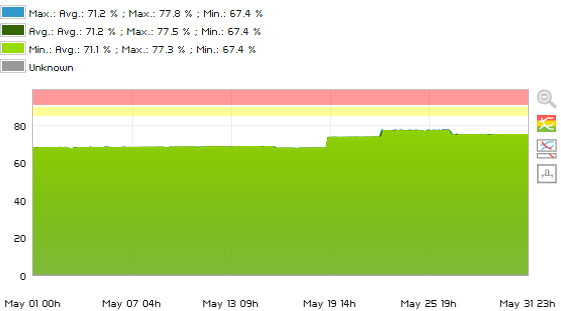 Max.: Avg.: 71.2 % ; Max.: 77.8 % ; Min.: 67.4 %
Avg.: Avg.: 71.2 % ; Max.: 77.5 % ; Min.: 67.4 %
Min.: Avg.: 71.1 % ; Max.: 77.3 % ; Min.: 67.4 %
Unknown
80
60
40
20
0
,a,
May 01 00h May 07 04h May 13 09h May 19 14h May 25 19h May 31 23h